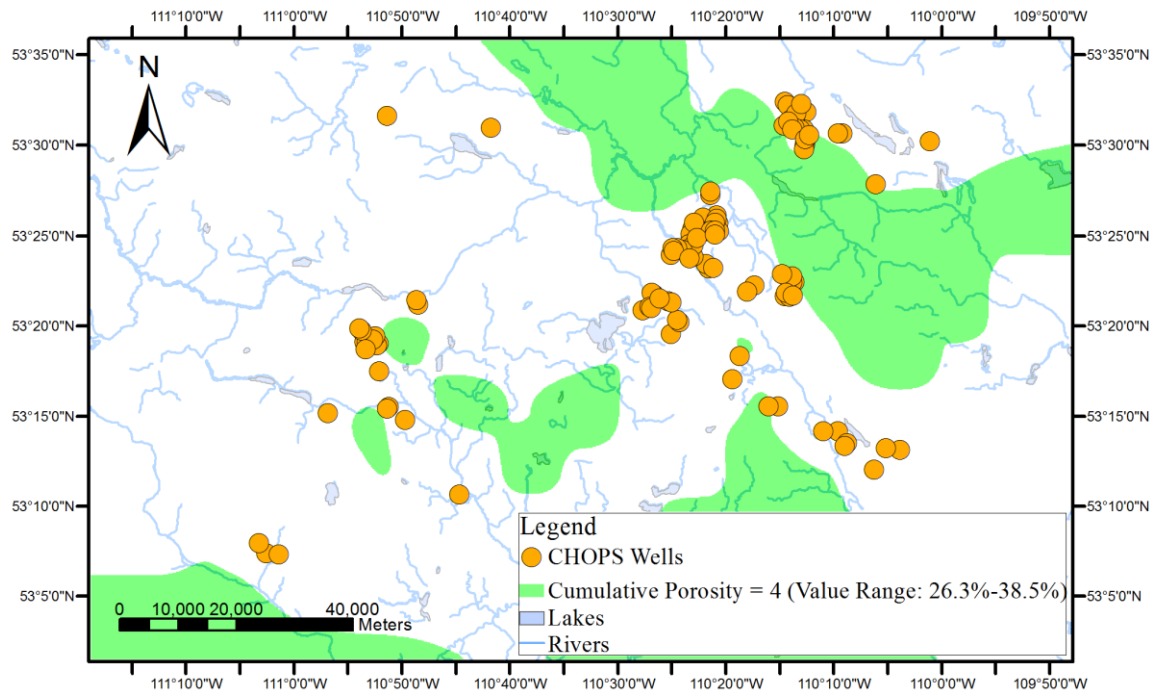 111°10'0"W 111°0'0"W 110°50'0"W 110°40'0"W 110°30'0"W 110°20'0"W 110°10'0"W 110°0'0"W 109°50'0"W
53°35'0"N 53°35'0"N
N
53°30'0"N 53°30'0"N
53°25'0"N 53°25'0"N
53°20'0"N 53°20'0"N
53°15'0"N 53°15'0"N
53°10'0"N 53°10'0"N
Legend
CHOPS Wells
Cumulative Porosity = 4 (Value Range: 26.3%-38.5%)
53°5'0"N 53°5'0"N
0 10,000 20,000 40,000
Meters
Lakes
Rivers
111°10'0"W 111°0'0"W 110°50'0"W 110°40'0"W 110°30'0"W 110°20'0"W 110°10'0"W 110°0'0"W 109°50'0"W